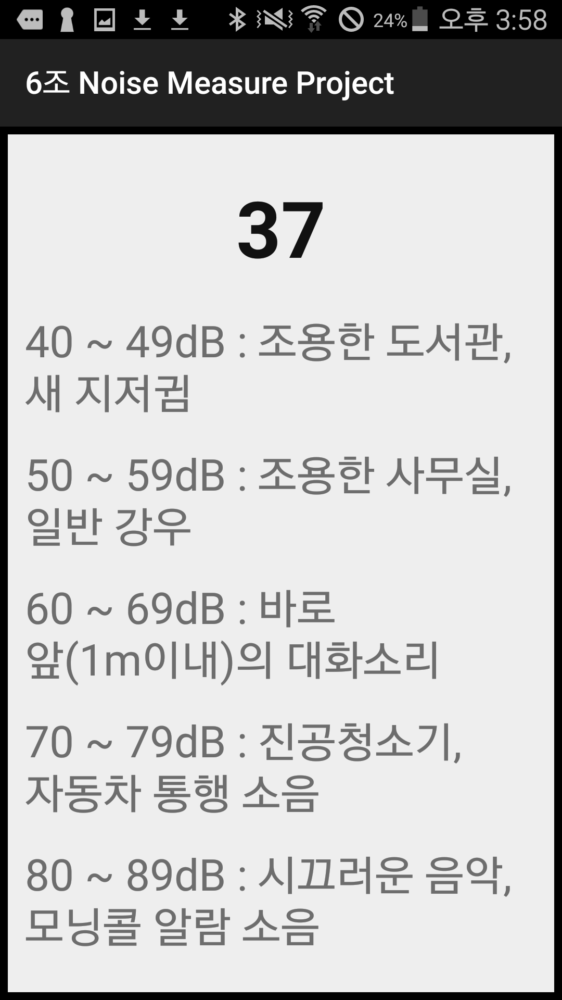 24% 오후 3:58
6조 Noise Measure Project
37
40 ~ 49dB : 조용한 도서관,
새 지저귐
50 ~ 59dB : 조용한 사무실,
일반 강우
60 ~ 69dB : 바로
앞(1m이내)의 대화소리
70 ~ 79dB : 진공청소기,
자동차 통행 소음
80 ~ 89dB : 시끄러운 음악,
모닝콜 알람 소음